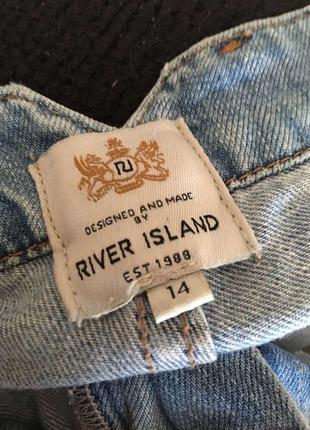 RI
DESIGNED AND MADE
BY
RIVER ISLAND
EST 1988
14